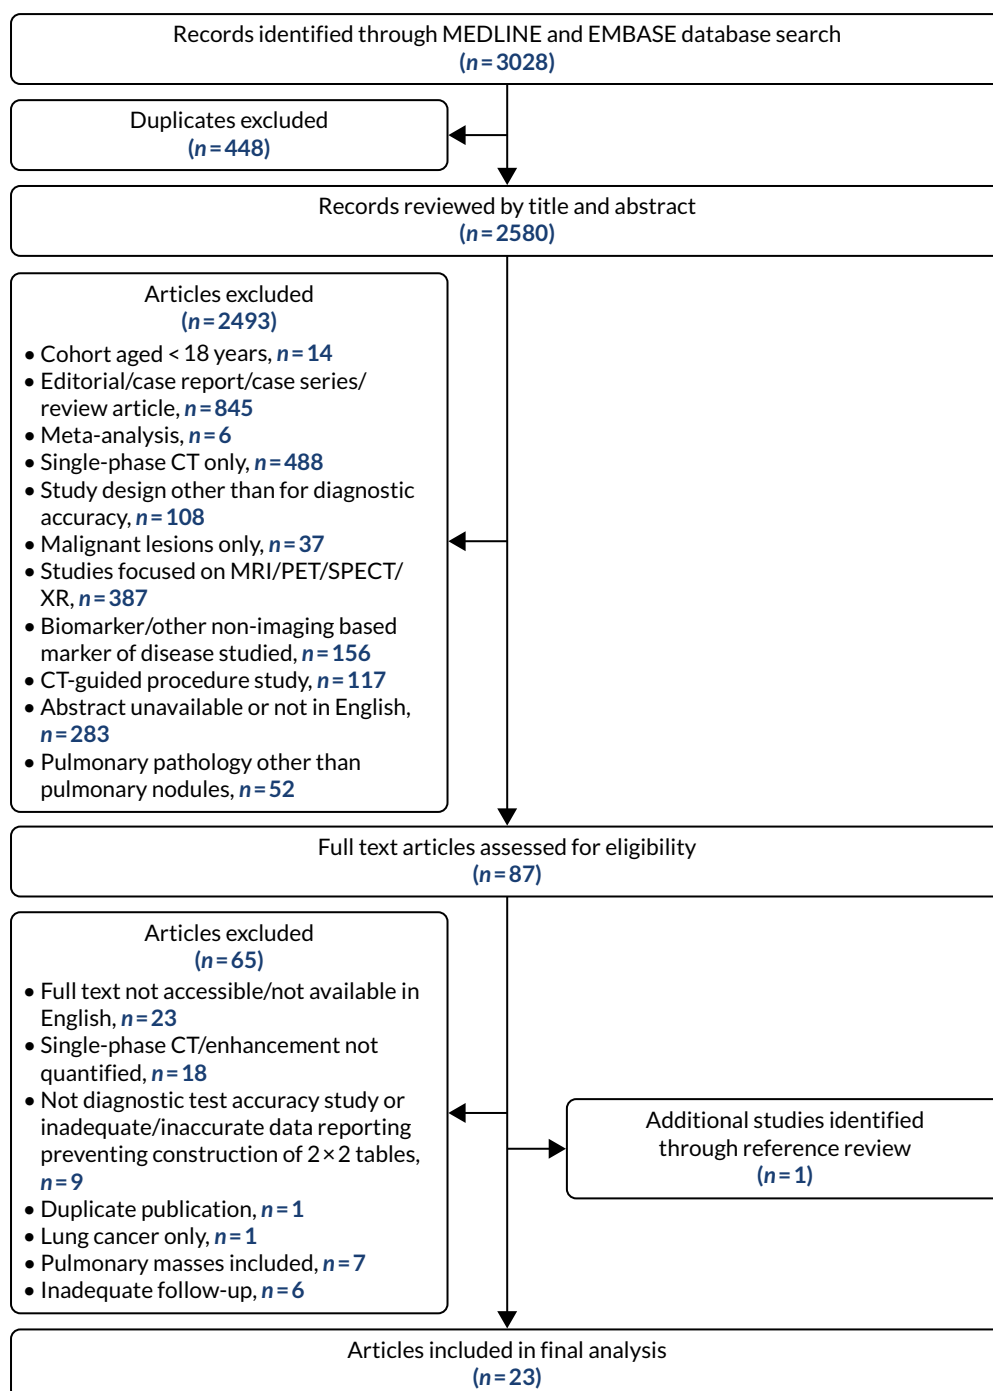 Records identified through MEDLINE and EMBASE database search
(n=3028)
Duplicates excluded
(n=448)
Records reviewed by title and abstract
(n=2580)
Articles excluded
(n=2493)
• Cohort aged < 18 years, n=14
• Editorial/case report/case series/
review article, n=845
• Meta-analysis, n=6
• Single-phase CT only, n=488
• Study design other than for diagnostic
accuracy, n=108
• Malignant lesions only, n=37
• Studies focused on MRI/PET/SPECT/
XR, n=387
• Biomarker/other non-imaging based
marker of disease studied, n=156
• CT-guided procedure study, n=117
• Abstract unavailable or not in English,
n=283
• Pulmonary pathology other than
pulmonary nodules, n=52
Full text articles assessed for eligibility
(n=87)
Articles excluded
(n=65)
• Full text not accessible/not available in
English, n=23
• Single-phase CT/enhancement not
quantified, n=18
• Not diagnostic test accuracy study or
inadequate/inaccurate data reporting
preventing construction of 2×2 tables,
n=9
• Duplicate publication, n=1
• Lung cancer only, n=1
• Pulmonary masses included, n=7
• Inadequate follow-up, n=6
Additional studies identified
through reference review
(n=1)
Articles included in final analysis
(n=23)